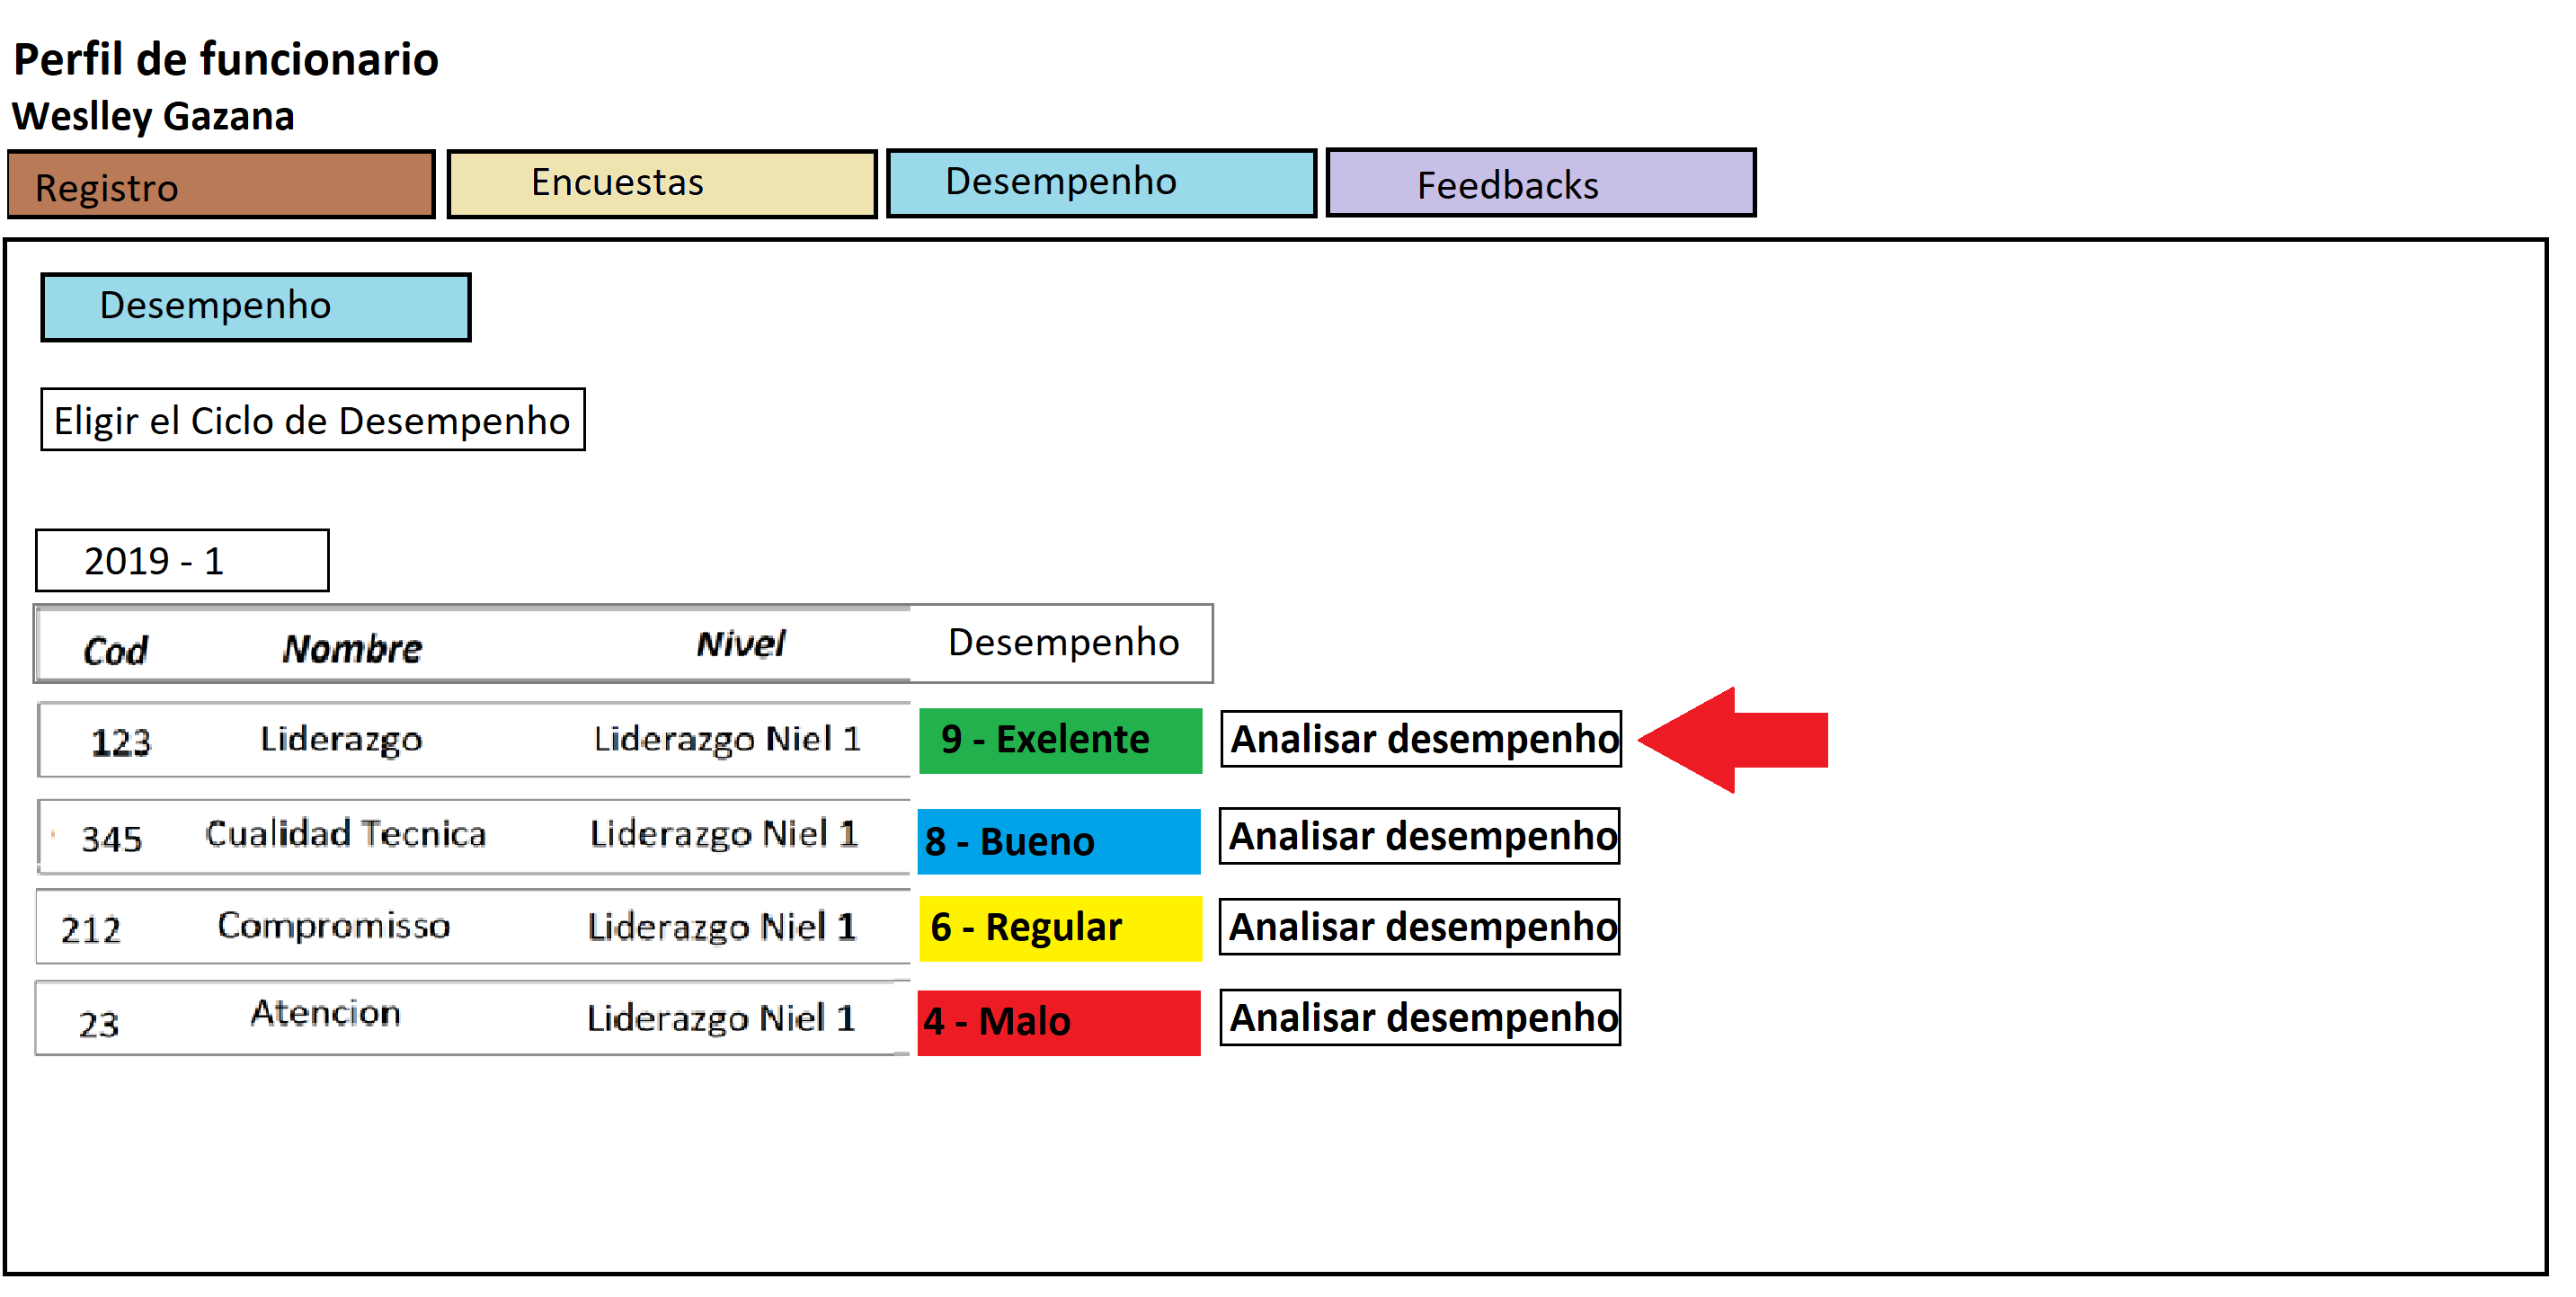 Perfil de funcionario
Weslley Gazana
Registro Encuestas Desempenho Feedbacks
Desempenho
Eligir el Ciclo de Desempenho
2019 - 1
Cod Nombre Nivel Desempenho
123 Liderazgo Liderazgo Niel 1 9 - Exelente Analisar desempenho
345 Cualidad Tecnica Liderazgo Niel 1 8 - Bueno Analisar desempenho
212 Compromisso Liderazgo Niel 1 6 - Regular Analisar desempenho
23 Atencion Liderazgo Niel 1 4 - Malo Analisar desempenho